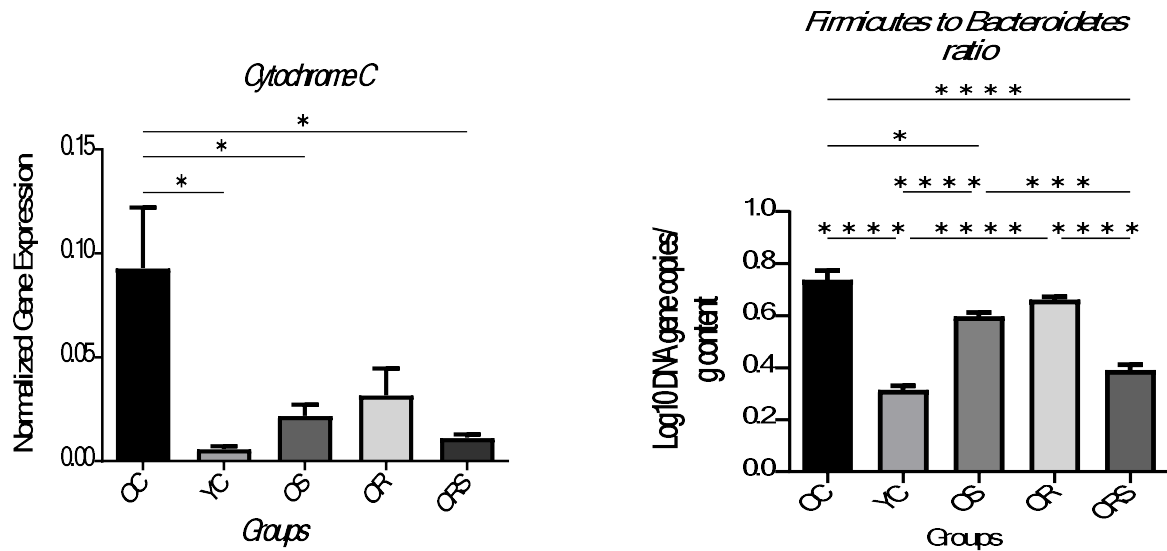 Cytochrome C
*
*
*
Normalized Gene Expression
0.15
0.10
0.05
0.00
OC YC OS OR ORS
Groups
Firmicutes to Bacteroidetes
ratio
* * * *
*
* * * * * * *
* * * * * * * * * * * *
Log10 DNA gene copies/
g content
1.0
0.8
0.6
0.4
0.2
0.0
OC YC OS OR ORS
Groups